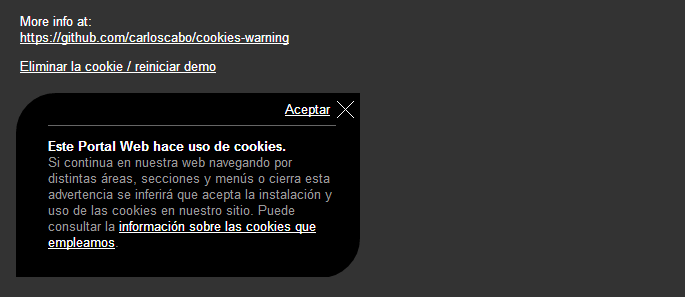 More info at:
https://github.com/carloscabo/cookies-warning
Eliminar la cookie / reiniciar demo
Aceptar
Este Portal Web hace uso de cookies.
Si continua en nuestra web navegando por
distintas áreas, secciones y menús o cierra esta
advertencia se inferirá que acepta la instalación y
uso de las cookies en nuestro sitio. Puede
consultar la información sobre las cookies que
empleamos.